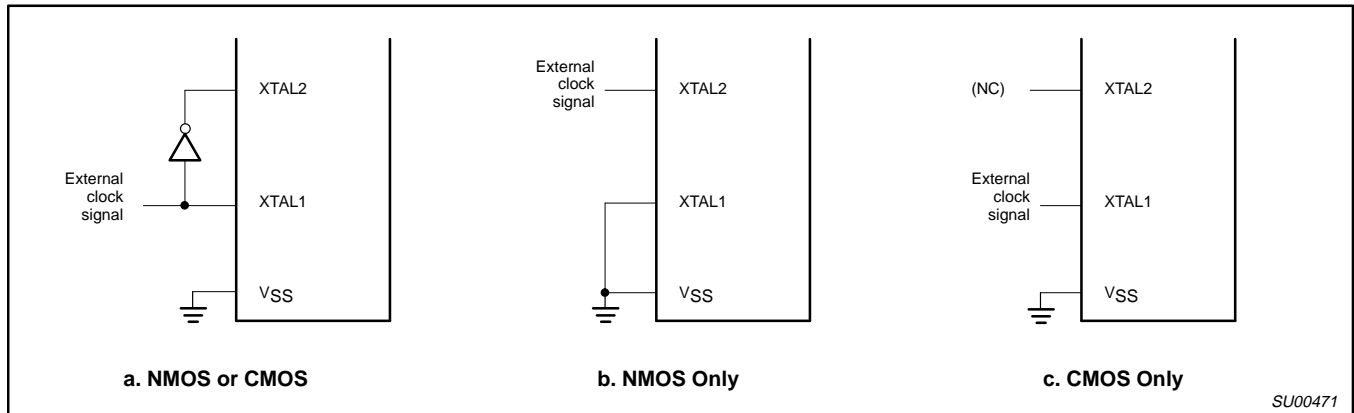 XTAL2
External
clock
signal
XTAL1
VSS
a. NMOS or CMOS
External
clock
signal
XTAL2
XTAL1
VSS
b. NMOS Only
(NC)
XTAL2
External
clock
signal
XTAL1
VSS
c. CMOS Only
SU00471